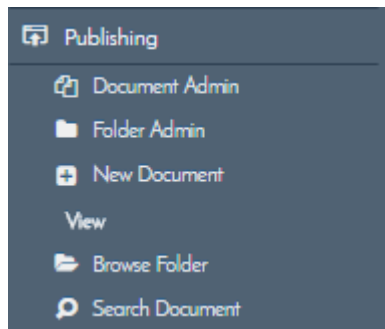 Publishing
Document Admin
Folder Admin
New Document
View
Browse Folder
Search Document